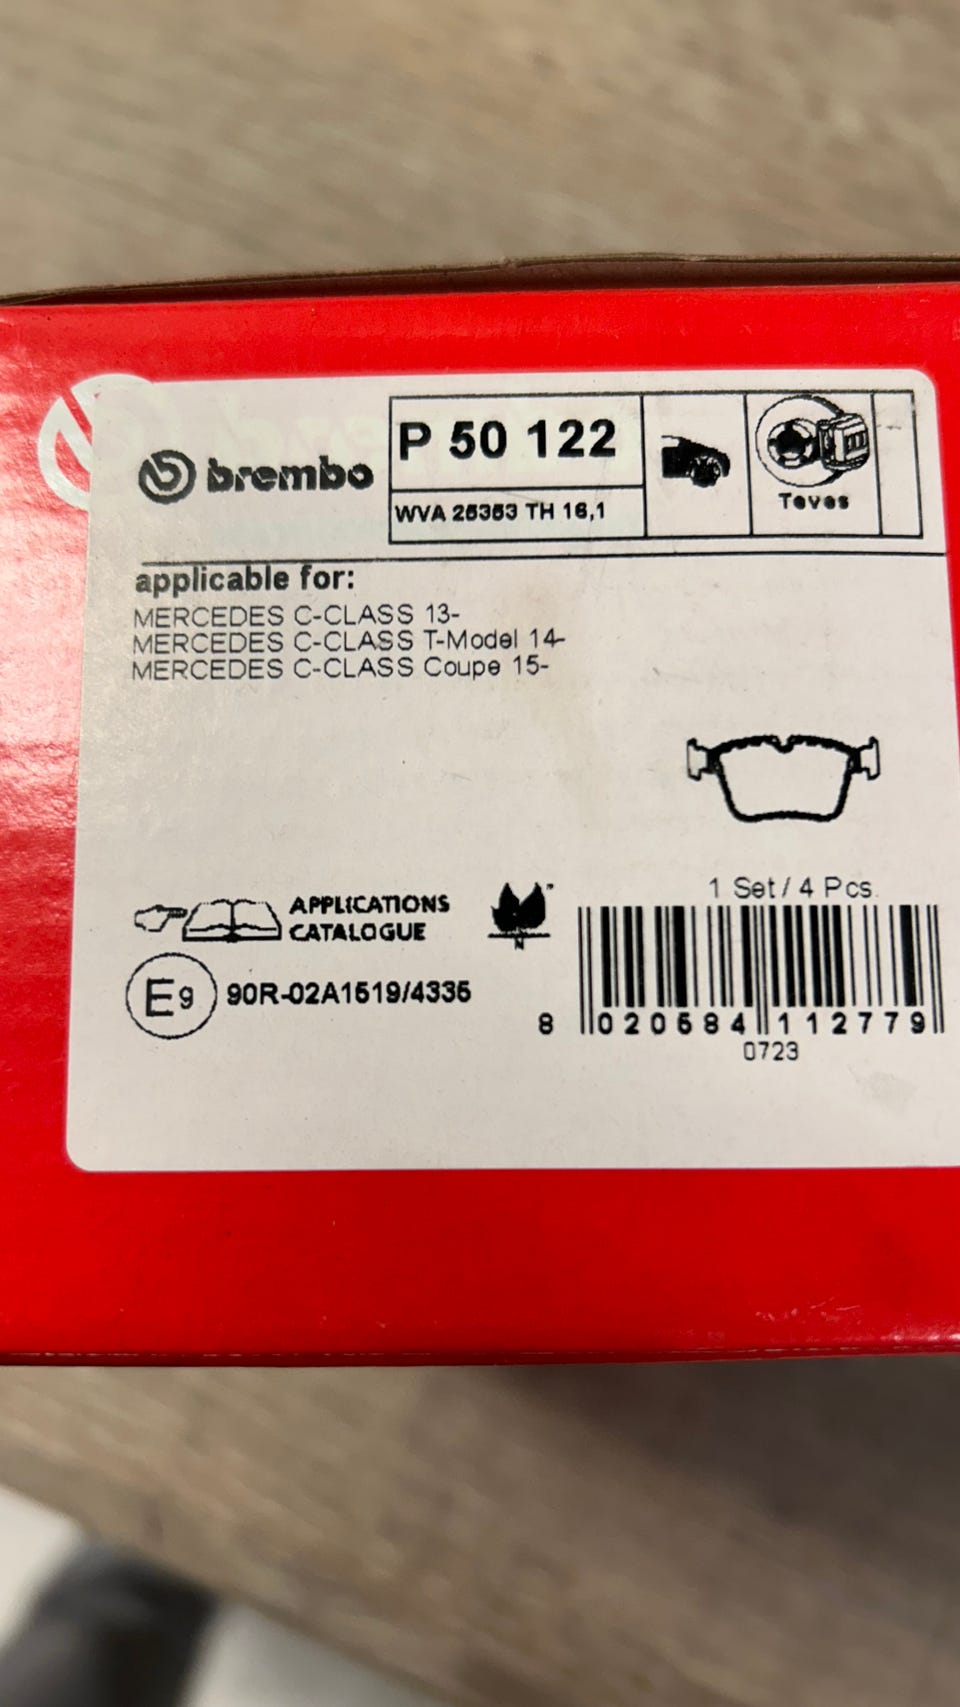 brembo
P 50 122
WVA 25353 TH 16,1
Teves
applicable for:
MERCEDES C-CLASS 13-
MERCEDES C-CLASS T-Model 14-
MERCEDES C-CLASS Coupe 15-
1 Set / 4 Pcs.
APPLICATIONS
CATALOGUE
N
E9 90R-02A1519/4335
8 020584 112779
0723